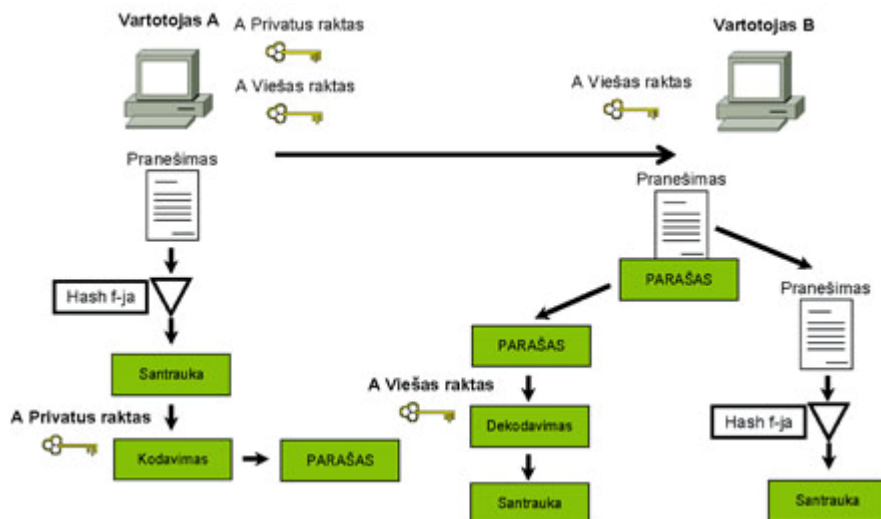 Vartotojas A
A Privatus raktas
A Viešas raktas
Vartotojas B
A Viešas raktas
Pranešimas
Hash f-ja
Santrauka
A Privatus raktas
Kodavimas
PARAŠAS
Pranešimas
PARAŠAS
PARAŠAS
A Viešas raktas
Dekodavimas
Santrauka
Pranešimas
Hash f-ja
Santrauka